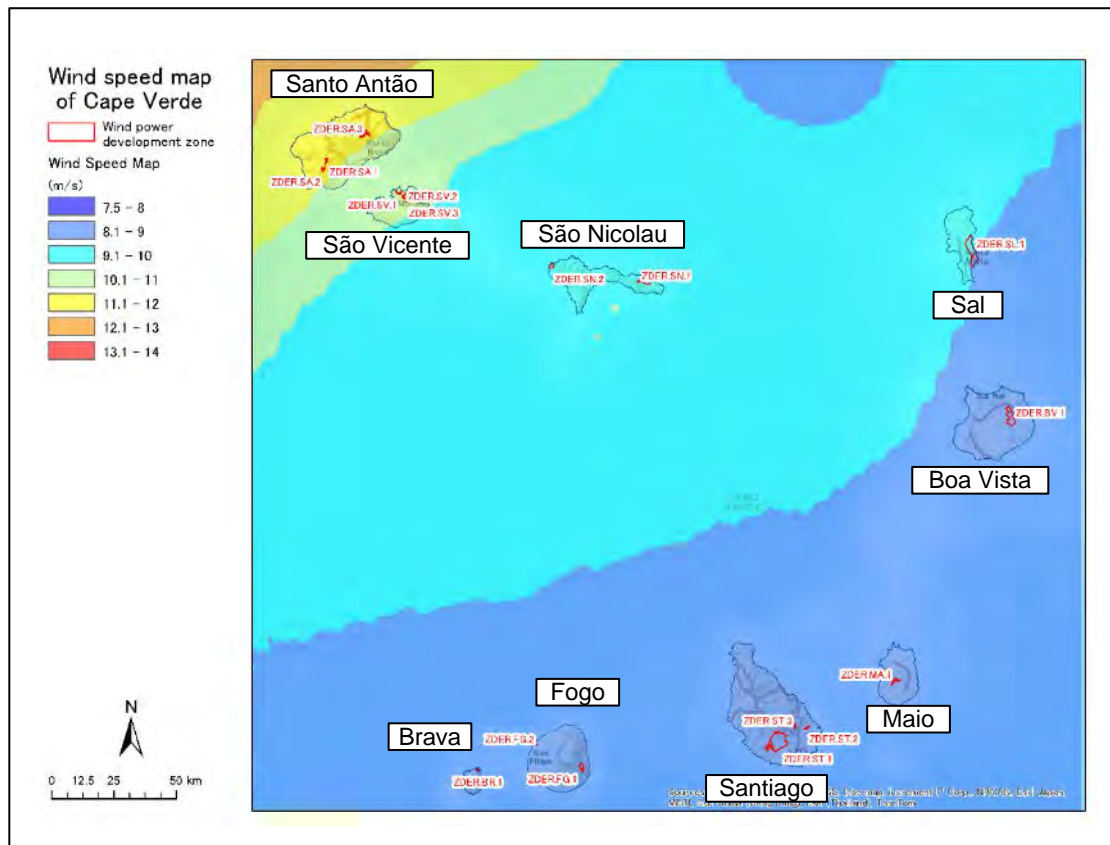 Wind speed map
of Cape Verde
Wind power
development zone
Wind Speed Map
(m/s)
7.5 - 8
8.1 - 9
9.1 - 10
10.1 - 11
11.1 - 12
12.1 - 13
13.1 - 14
N
0 12.5 25 50 km
Santo Antão
ZDER.SA.3
ZDER.SA.1
ZDER.SA.2
ZDER.SV.2
ZDER.SV.1
ZDER.SV.3
São Vicente
São Nicolau
ZDER.SN.2
ZDER.SN.1
ZDER.SL.1
Sal
ZDER.BV.1
Boa Vista
ZDER.MA.1
Maio
Fogo
Brava
ZDER.FG.2
ZDER.BR.1
ZDER.FG.1
ZDER.ST.3
ZDER.ST.2
ZDER.ST.1
Santiago